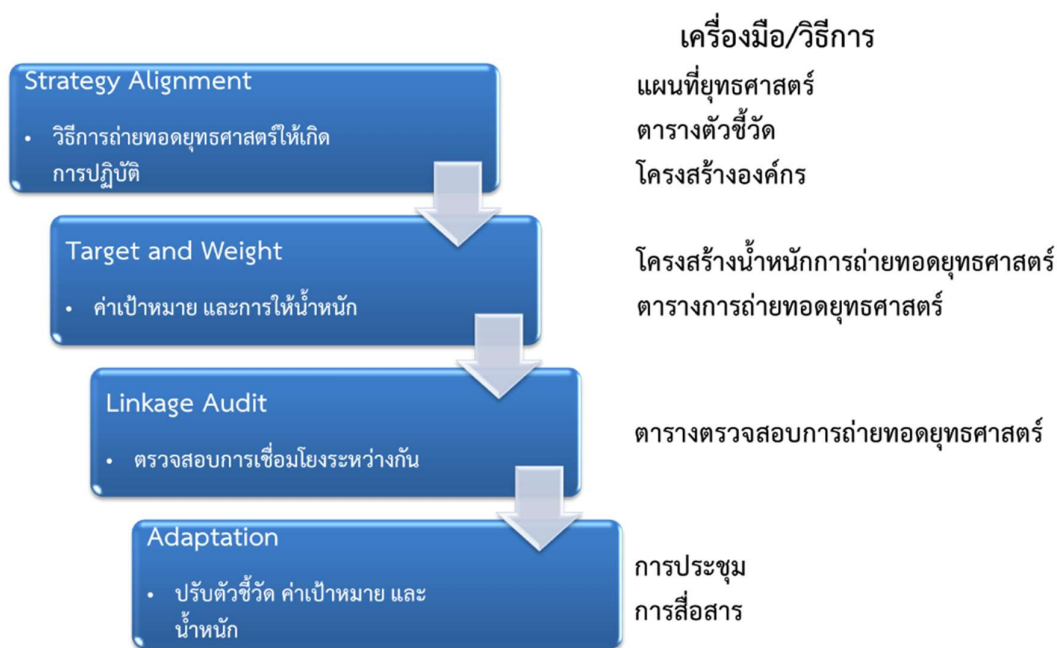 เครื่องมือ/วิธีการ
Strategy Alignment
• วิธีการถ่ายทอดยุทธศาสตร์ให้เกิด
การปฏิบัติ
แผนที่ยุทธศาสตร์
ตารางตัวชี้วัด
โครงสร้างองค์กร
Target and Weight
• ค่าเป้าหมาย และการให้น้ำหนัก
โครงสร้างน้ำหนักการถ่ายทอดยุทธศาสตร์
ตารางการถ่ายทอดยุทธศาสตร์
Linkage Audit
• ตรวจสอบการเชื่อมโยงระหว่างกัน
ตารางตรวจสอบการถ่ายทอดยุทธศาสตร์
Adaptation
• ปรับตัวชี้วัด ค่าเป้าหมาย และ
น้ำหนัก
การประชุม
การสื่อสาร